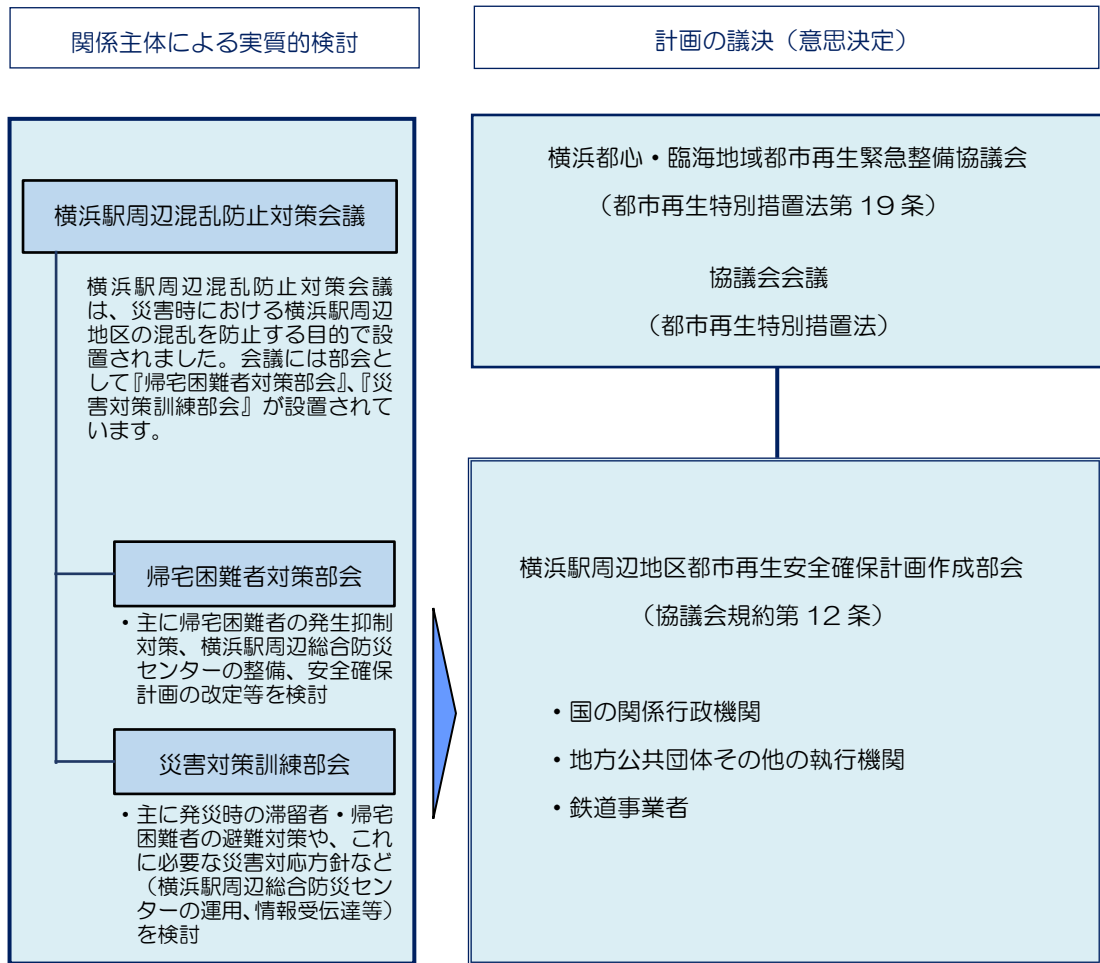 関係主体による実質的検討
計画の議決（意思決定）
横浜駅周辺混乱防止対策会議
横浜駅周辺混乱防止対策会議
は、災害時における横浜駅周辺
地区の混乱を防止する目的で設
置されました。会議には部会と
して『帰宅困難者対策部会』、『災
害対策訓練部会』が設置されて
います。
帰宅困難者対策部会
・主に帰宅困難者の発生抑制
対策、横浜駅周辺総合防災
センターの整備、安全確保
計画の改定等を検討
災害対策訓練部会
・主に発災時の滞留者・帰宅
困難者の避難対策や、これ
に必要な災害対応方針など
（横浜駅周辺総合防災セン
ターの運用、情報受伝達等）
を検討
横浜都心・臨海地域都市再生緊急整備協議会
（都市再生特別措置法第 19 条）
協議会会議
（都市再生特別措置法）
横浜駅周辺地区都市再生安全確保計画作成部会
（協議会規約第 12 条）
・国の関係行政機関
・地方公共団体その他の執行機関
・鉄道事業者